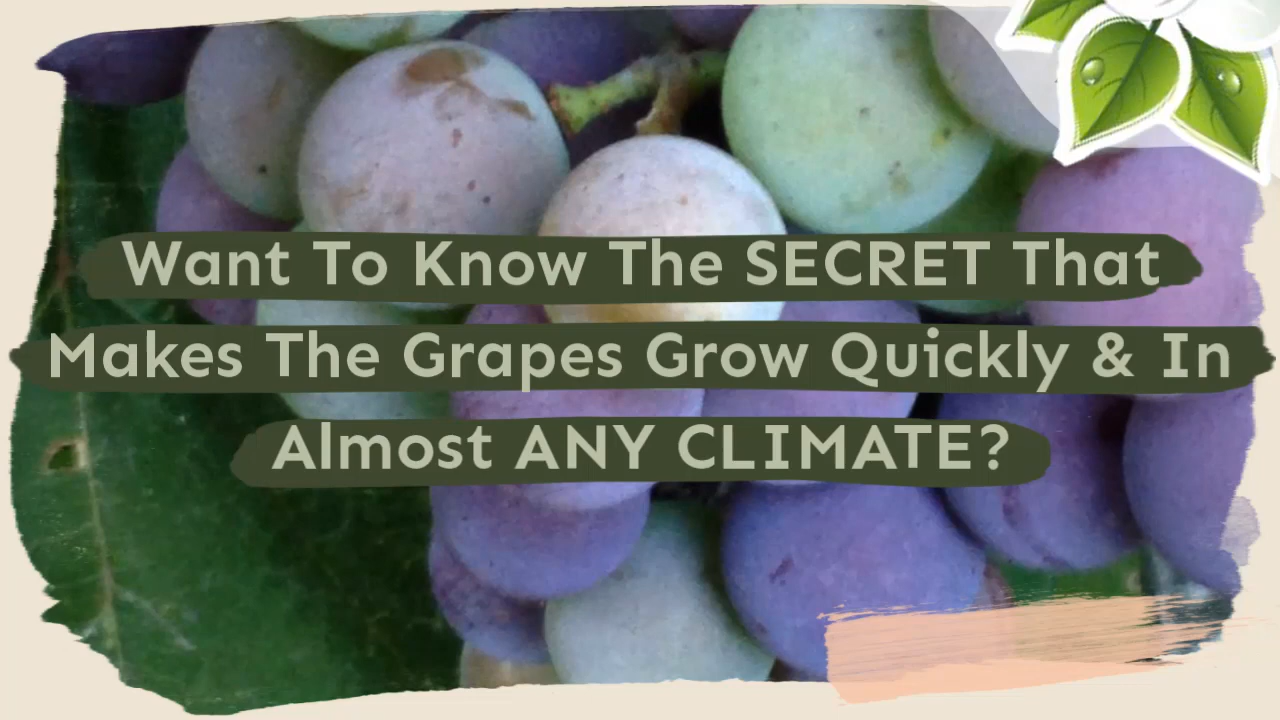 Want To Know The SECRET That
Makes The Grapes Grow Quickly & In
Almost ANY CLIMATE?